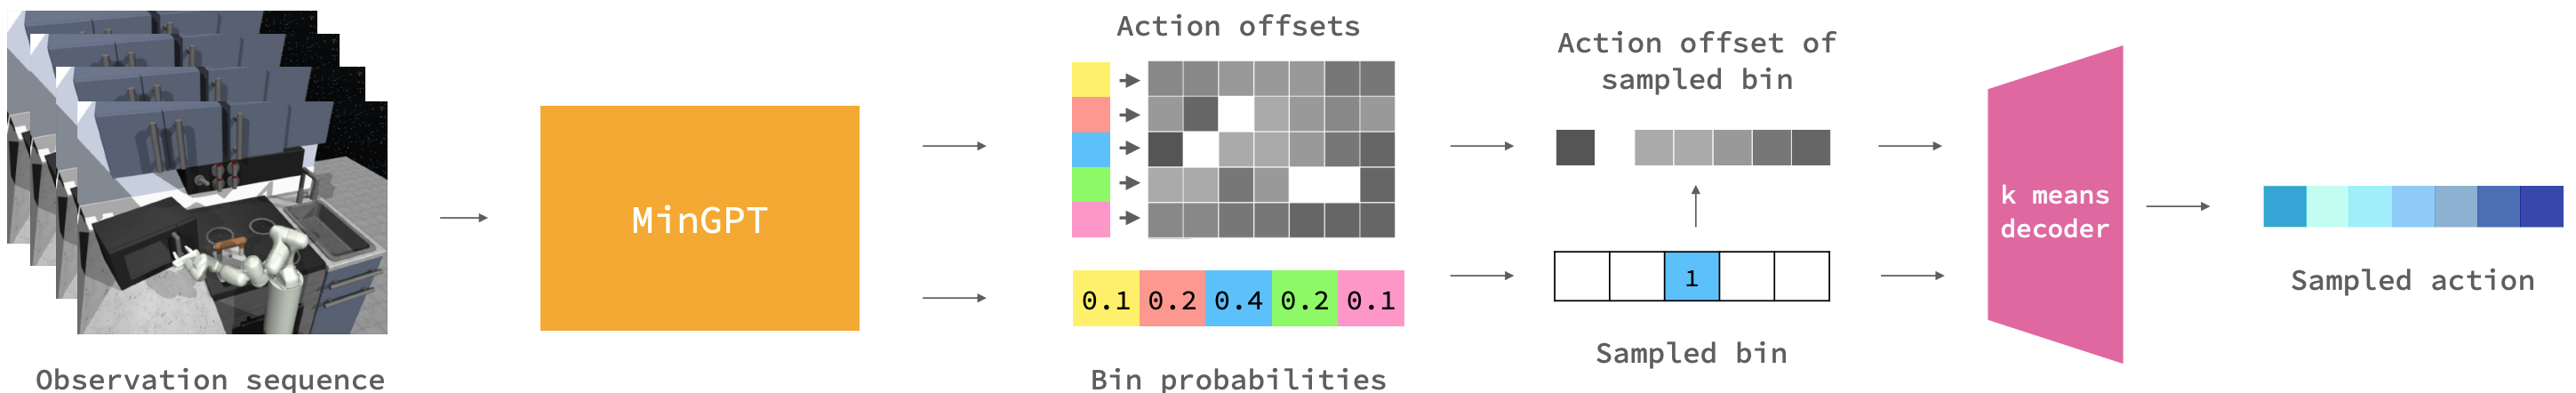 Observation sequence
MinGPT
Action offsets
0.1 0.2 0.4 0.2 0.1
Bin probabilities
Action offset of
sampled bin
1
Sampled bin
k means
decoder
Sampled action